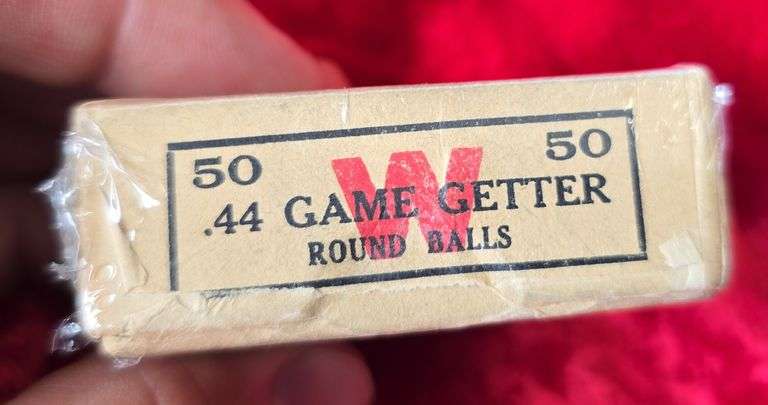 50 50
W
.44 GAME GETTER
ROUND BALLS